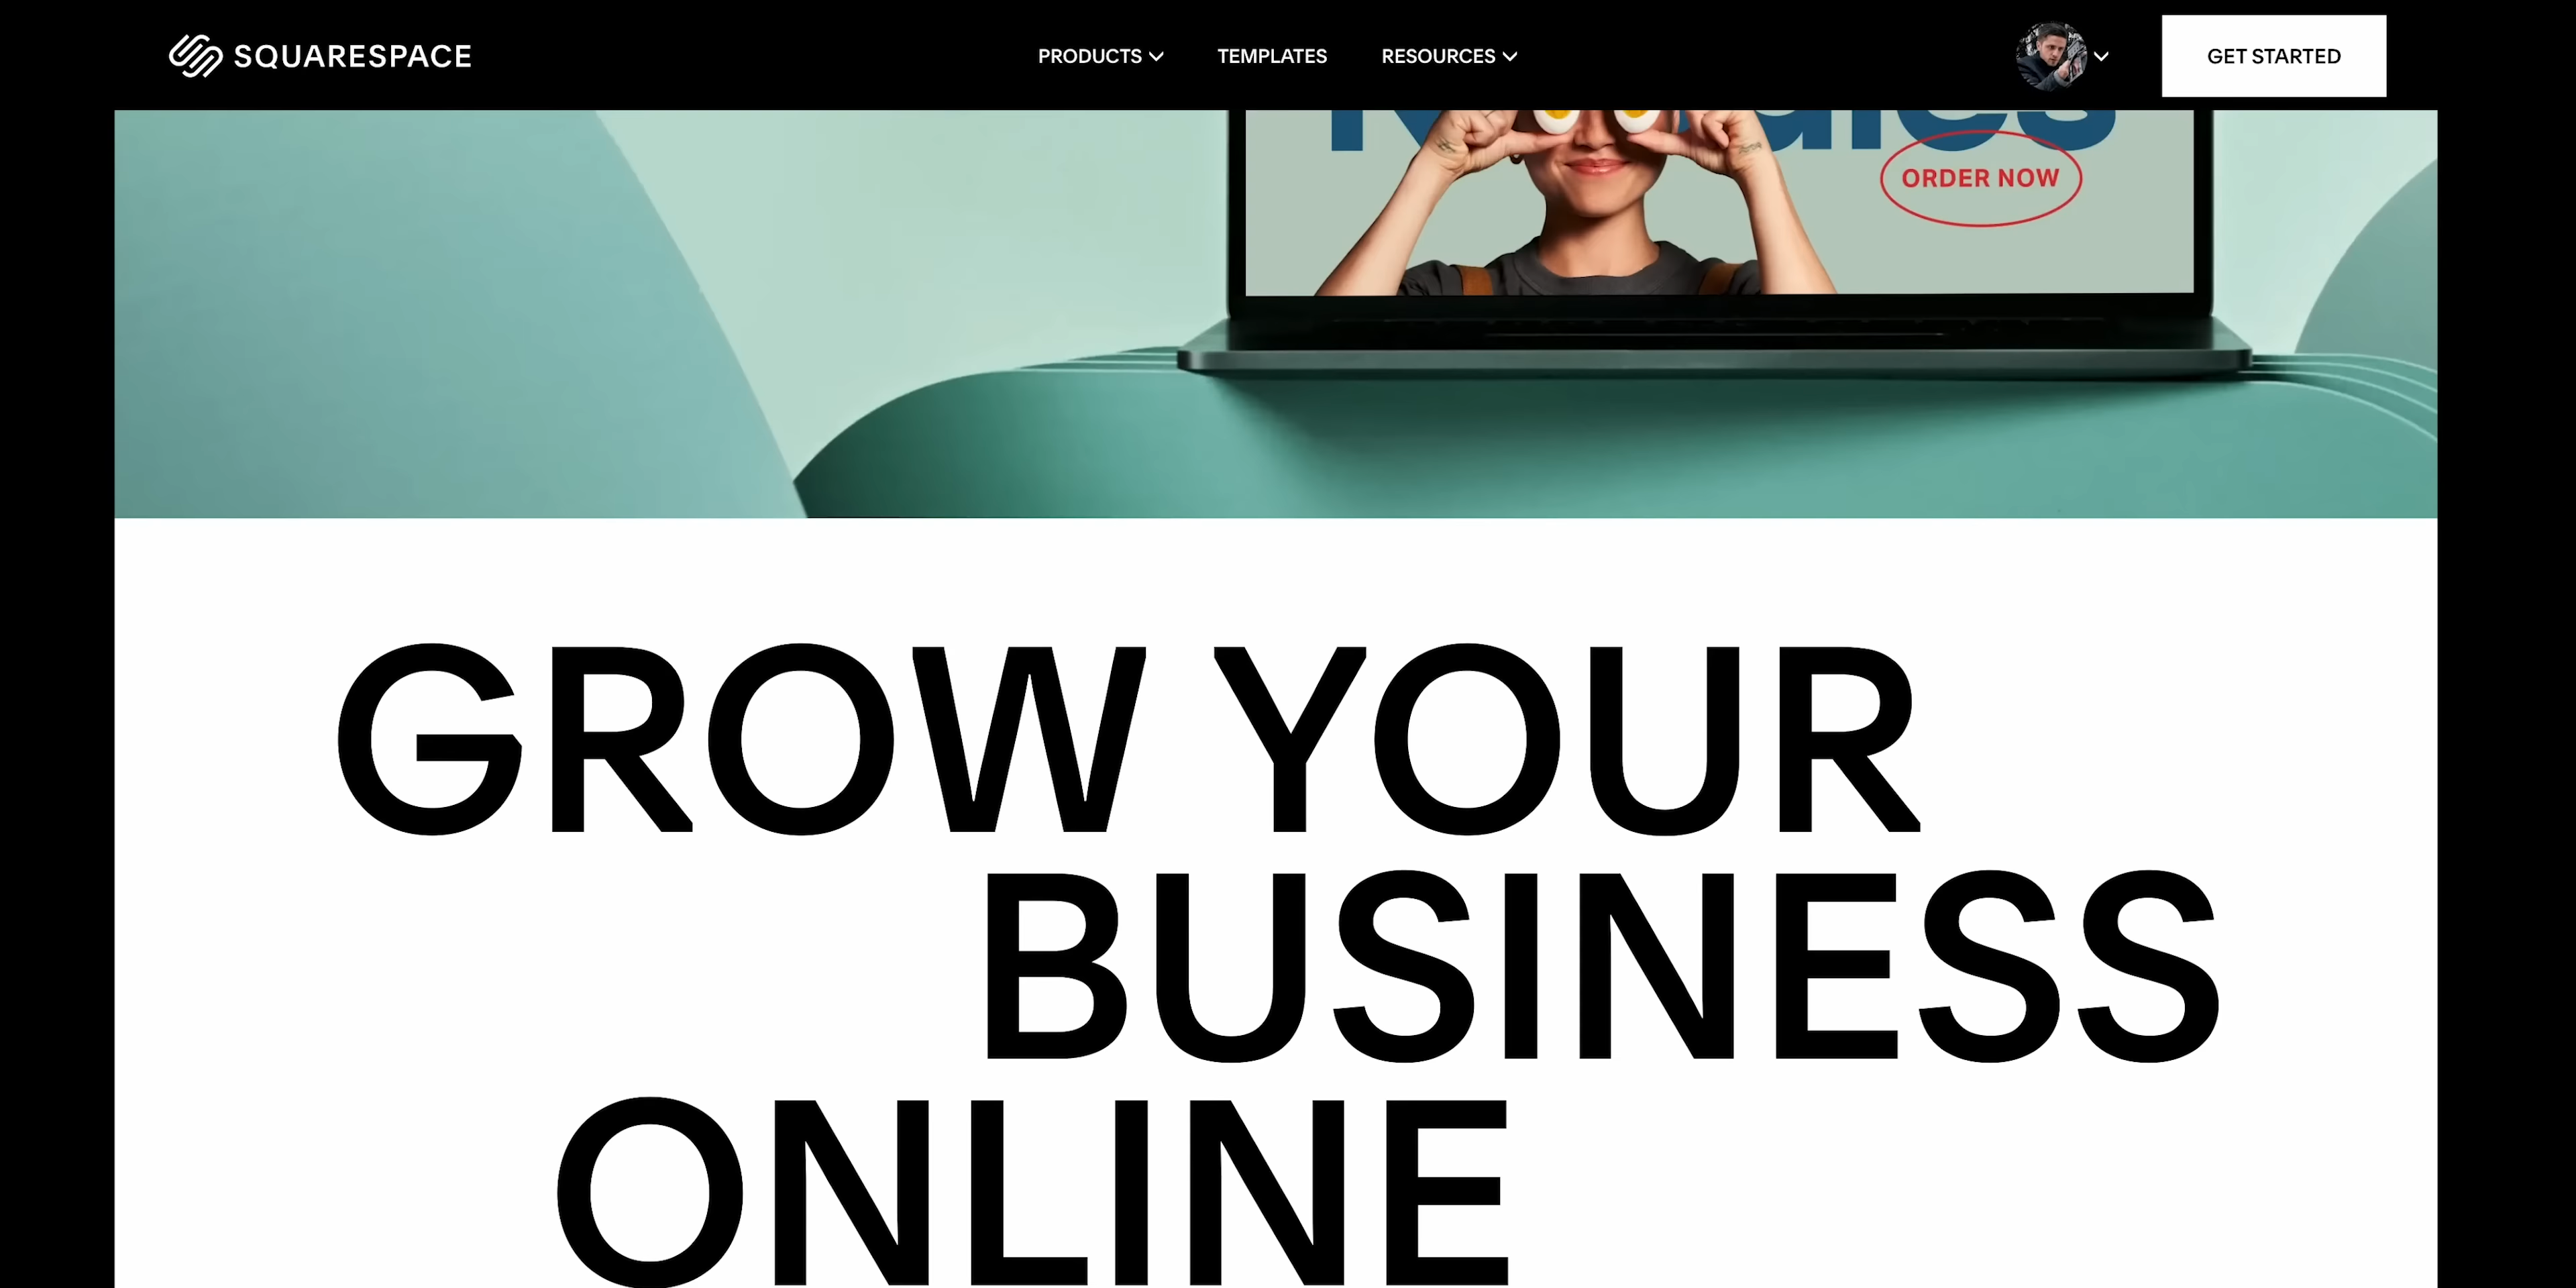 SQUARESPACE
PRODUCTS
TEMPLATES
RESOURCES
GET STARTED
ORDER NOW
GROW YOUR
BUSINESS
ONLINE